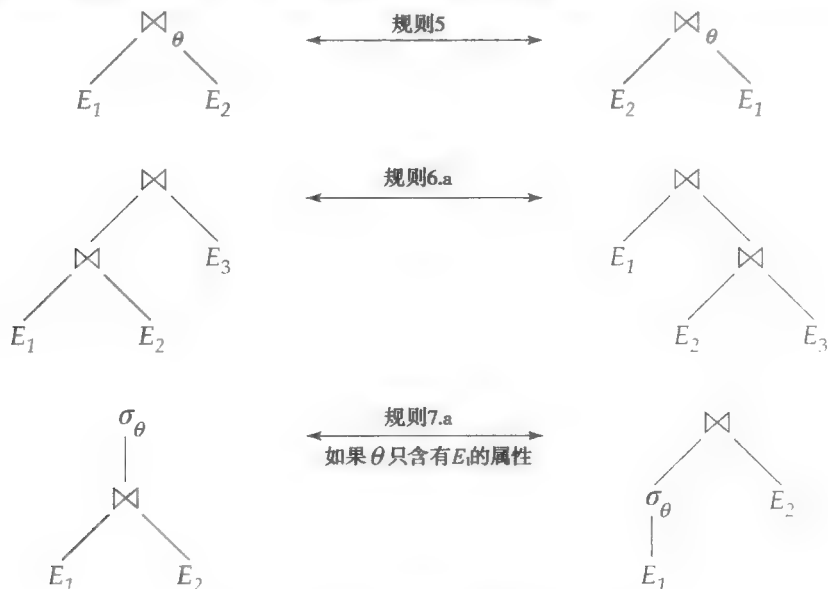 规则5
⋈θ ⋈θ
E1 E2 E2 E1
规则6.a
⋈ ⋈
⋈ E3 E1 ⋈
E1 E2 E2 E3
规则7.a
如果θ只含有E1的属性
σθ ⋈
⋈ σθ E2
E1 E2 E1